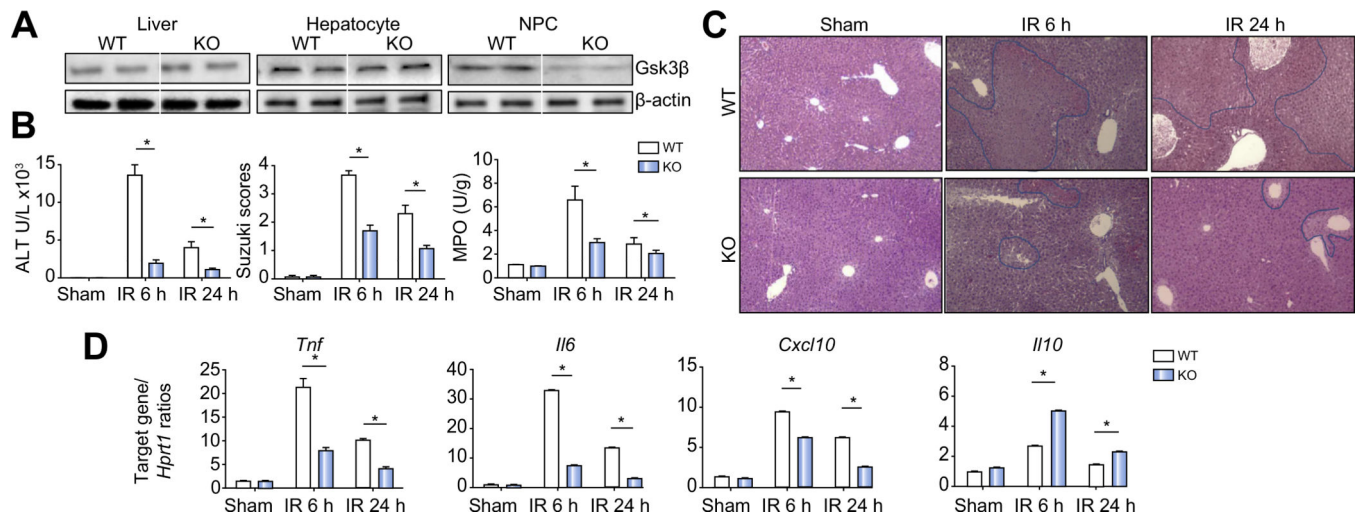 A
Liver
Hepatocyte
NPC
WT KO WT KO WT KO
Gsk3β
β-actin
B
ALT U/L x10³
15
10
5
0
Sham IR 6 h IR 24 h
* *
Suzuki scores
4
3
2
1
0
Sham IR 6 h IR 24 h
* *
MPO (U/g)
10
8
6
4
2
0
Sham IR 6 h IR 24 h
* *
WT
KO
C
Sham IR 6 h IR 24 h
WT
KO
D
Target gene/
Hprt1 ratios
Tnf
25
20
15
10
5
0
Sham IR 6 h IR 24 h
* *
Il6
40
30
20
10
0
Sham IR 6 h IR 24 h
* *
Cxcl10
15
10
5
0
Sham IR 6 h IR 24 h
* *
Il10
8
6
4
2
0
Sham IR 6 h IR 24 h
* *
WT
KO